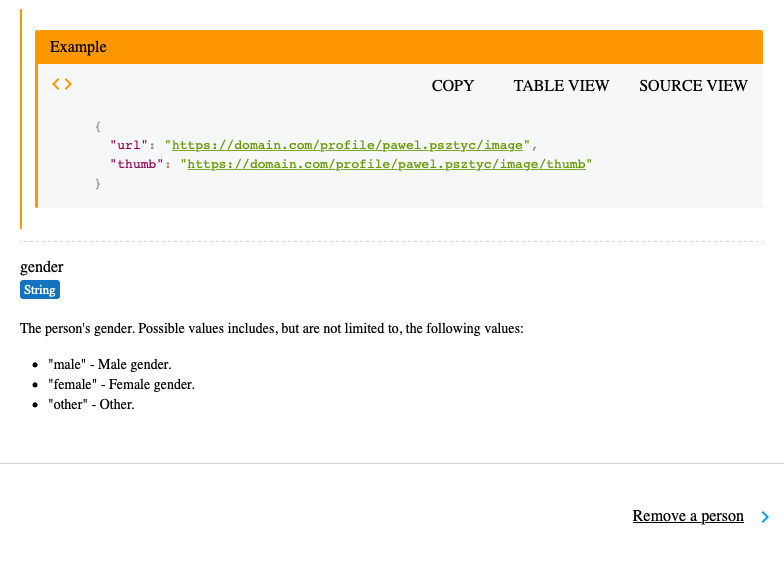 Example
<> COPY TABLE VIEW SOURCE VIEW
{
"url": "https://domain.com/profile/pawel.psztyc/image",
"thumb": "https://domain.com/profile/pawel.psztyc/image/thumb"
}
gender
String
The person's gender. Possible values includes, but are not limited to, the following values:
• "male" - Male gender.
• "female" - Female gender.
• "other" - Other.
Remove a person